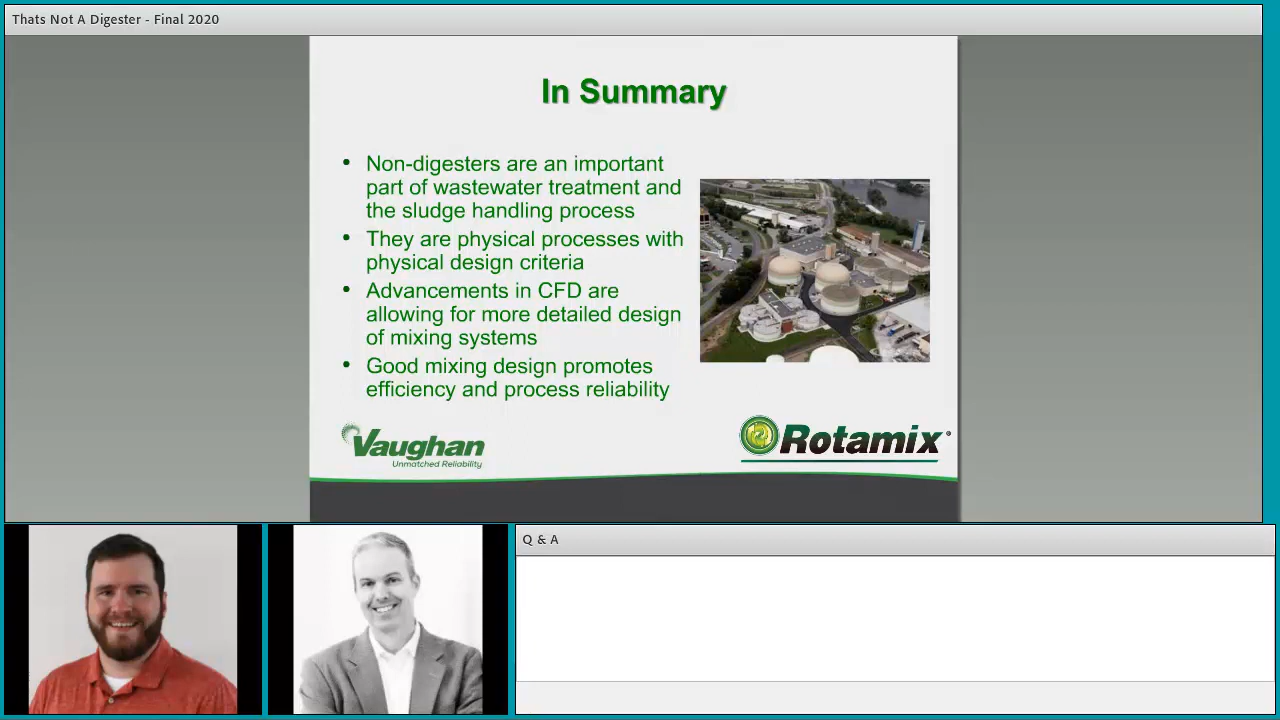 Thats Not A Digester - Final 2020
In Summary
• Non-digesters are an important
part of wastewater treatment and
the sludge handling process
• They are physical processes with
physical design criteria
• Advancements in CFD are
allowing for more detailed design
of mixing systems
• Good mixing design promotes
efficiency and process reliability
Vaughan
Unmatched Reliability
Rotamix®
Q & A